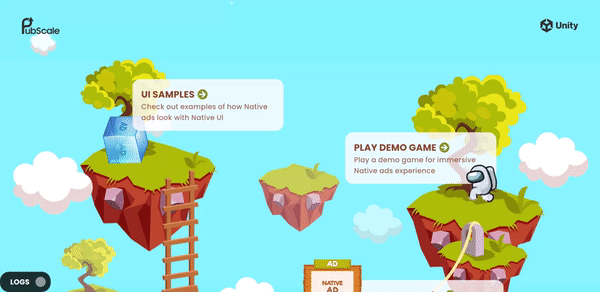 PubScale
Unity
UI SAMPLES
Check out examples of how Native
ads look with Native UI
PLAY DEMO GAME
Play a demo game for immersive
Native ads experience
AD
NATIVE
AD
LOGS